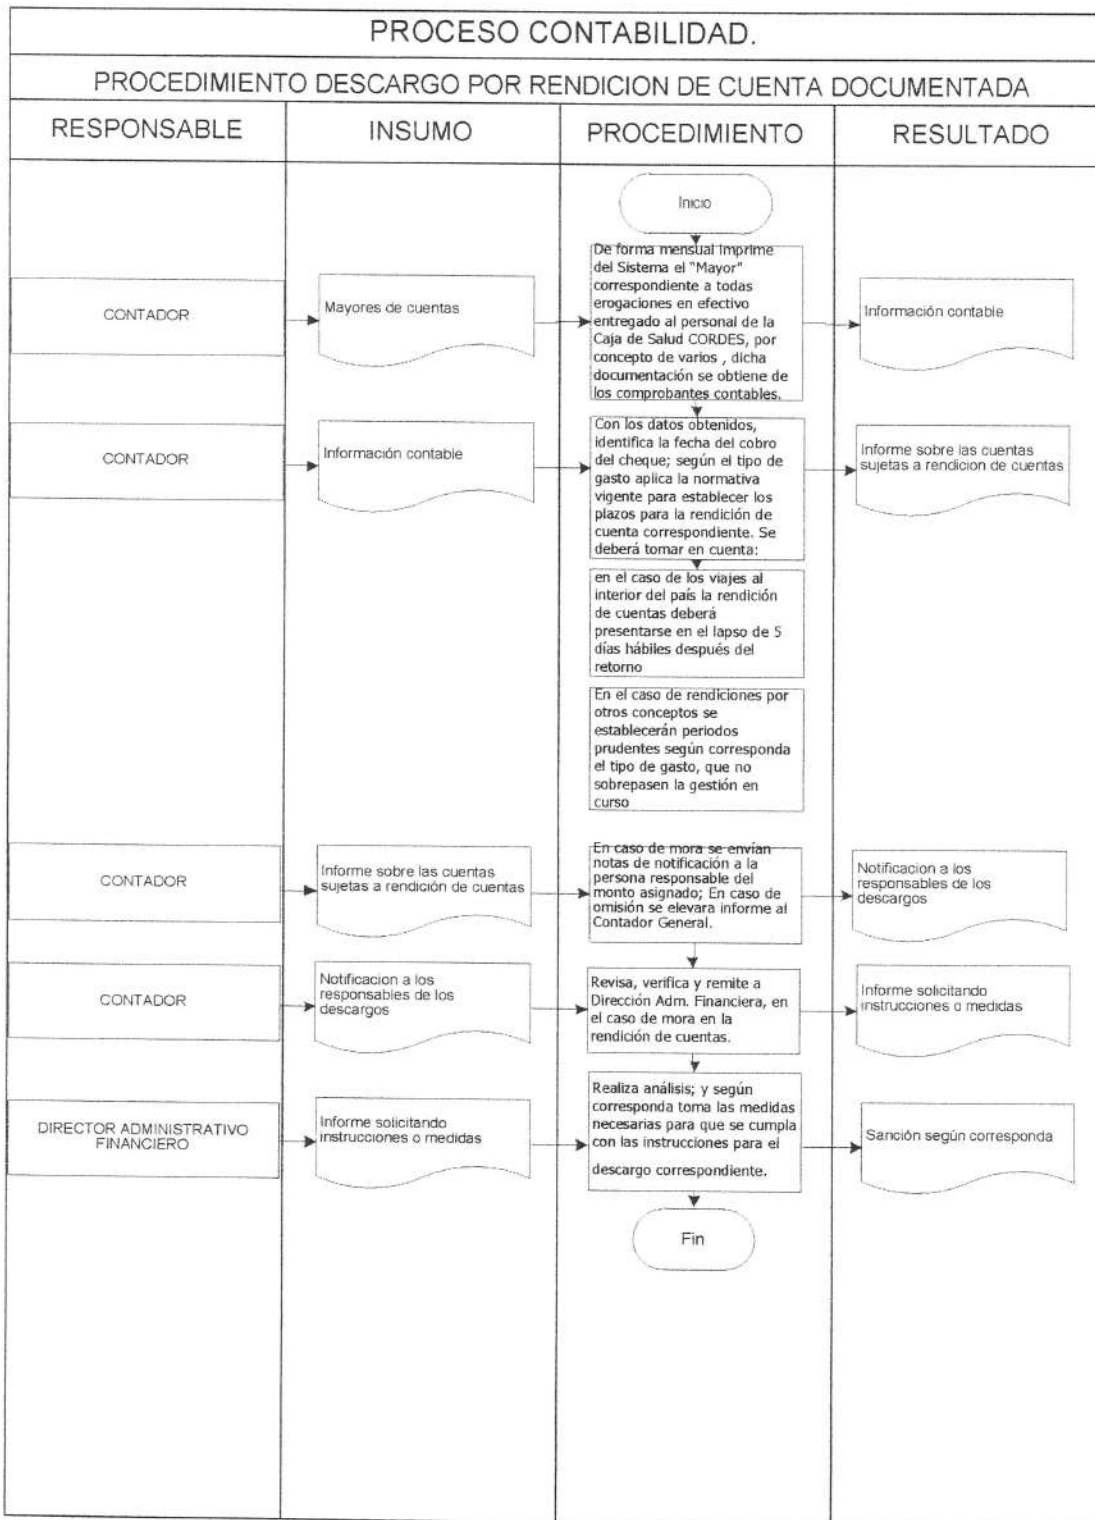 PROCESO CONTABILIDAD.
PROCEDIMIENTO DESCARGO POR RENDICION DE CUENTA DOCUMENTADA
RESPONSABLE
INSUMO
PROCEDIMIENTO
RESULTADO
Inicio
CONTADOR
Mayores de cuentas
De forma mensual imprime
del Sistema el "Mayor"
correspondiente a todas
erogaciones en efectivo
entregado al personal de la
Caja de Salud CORDES, por
concepto de varios , dicha
documentación se obtiene de
los comprobantes contables.
Información contable
CONTADOR
Información contable
Con los datos obtenidos,
identifica la fecha del cobro
del cheque; según el tipo de
gasto aplica la normativa
vigente para establecer los
plazos para la rendición de
cuenta correspondiente. Se
deberá tomar en cuenta:
Informe sobre las cuentas
sujetas a rendicion de cuentas
en el caso de los viajes al
interior del país la rendición
de cuentas deberá
presentarse en el lapso de 5
días hábiles después del
retorno
En el caso de rendiciones por
otros conceptos se
establecerán periodos
prudentes según corresponda
el tipo de gasto, que no
sobrepasen la gestión en
curso
CONTADOR
Informe sobre las cuentas
sujetas a rendición de cuentas
En caso de mora se envían
notas de notificación a la
persona responsable del
monto asignado; En caso de
omisión se elevara informe al
Contador General.
Notificacion a los
responsables de los
descargos
CONTADOR
Notificacion a los
responsables de los
descargos
Revisa, verifica y remite a
Dirección Adm. Financiera, en
el caso de mora en la
rendición de cuentas.
Informe solicitando
instrucciones o medidas
DIRECTOR ADMINISTRATIVO
FINANCIERO
Informe solicitando
instrucciones o medidas
Realiza análisis; y según
corresponda toma las medidas
necesarias para que se cumpla
con las instrucciones para el
descargo correspondiente.
Sanción según corresponda
Fin